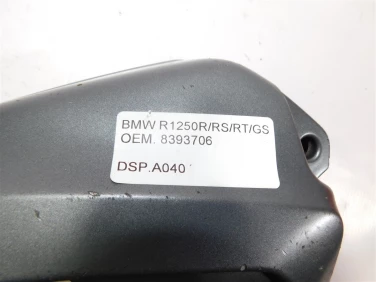 BMW R1250R/RS/RT/GS
OEM. 8393706
DSP.A040